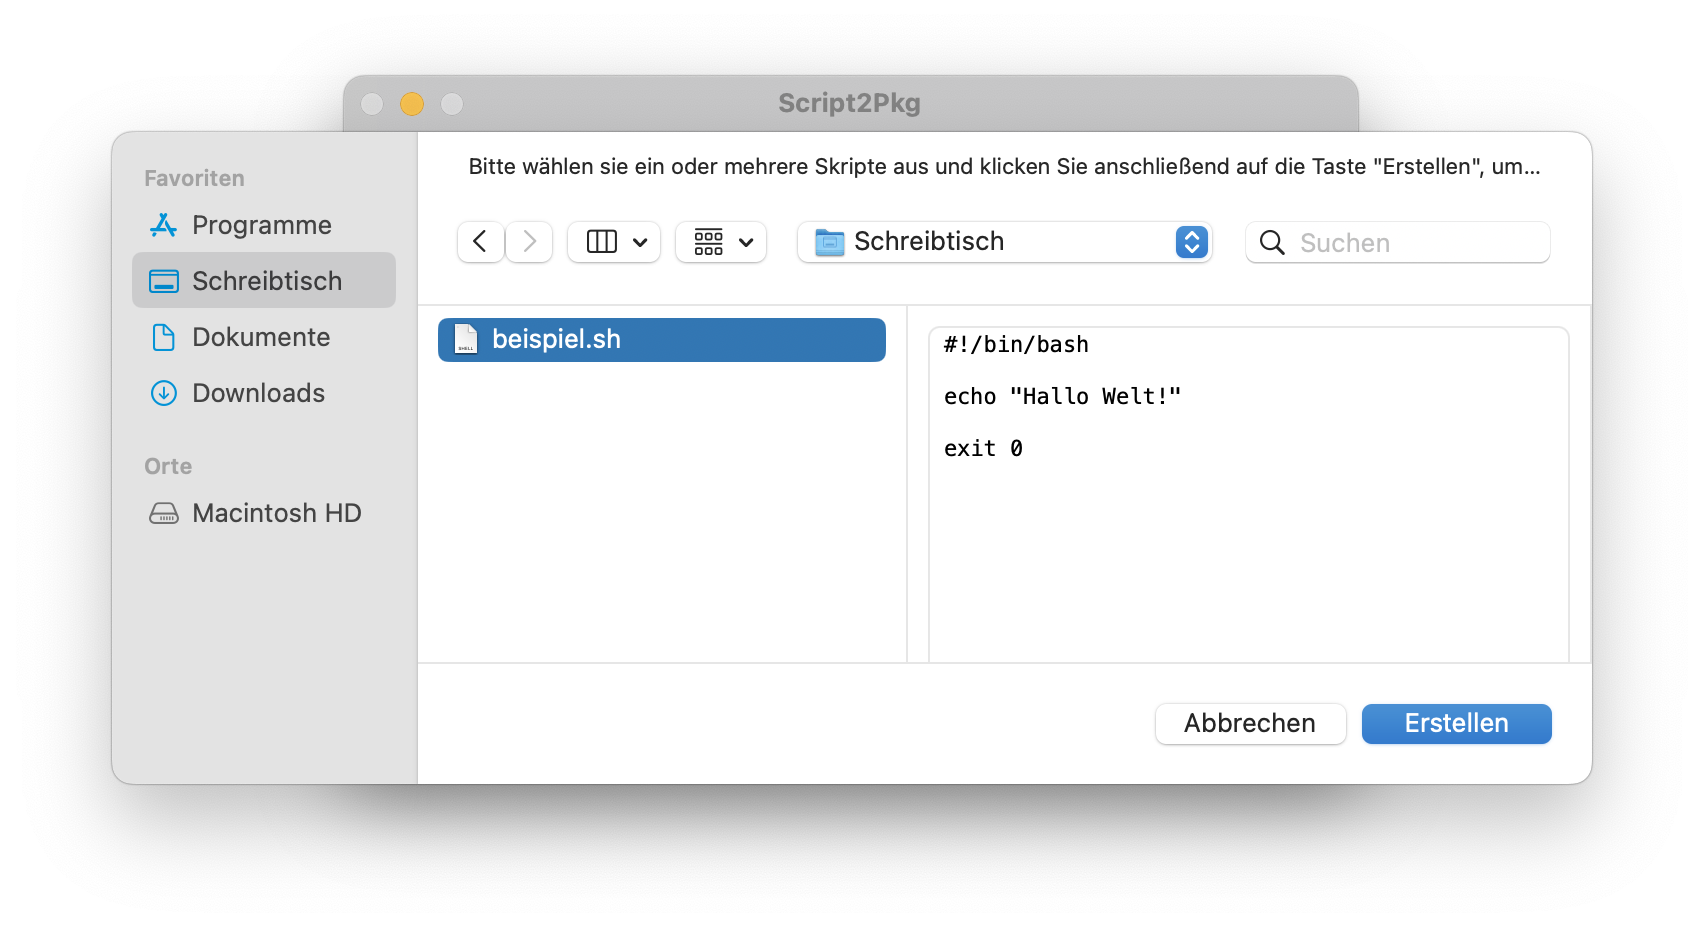 Script2Pkg
Favoriten
Programme
Schreibtisch
Dokumente
Downloads
Orte
Macintosh HD
Bitte wählen sie ein oder mehrere Skripte aus und klicken Sie anschließend auf die Taste "Erstellen", um...
Schreibtisch
Suchen
beispiel.sh
#!/bin/bash
echo "Hallo Welt!"
exit 0
Abbrechen
Erstellen